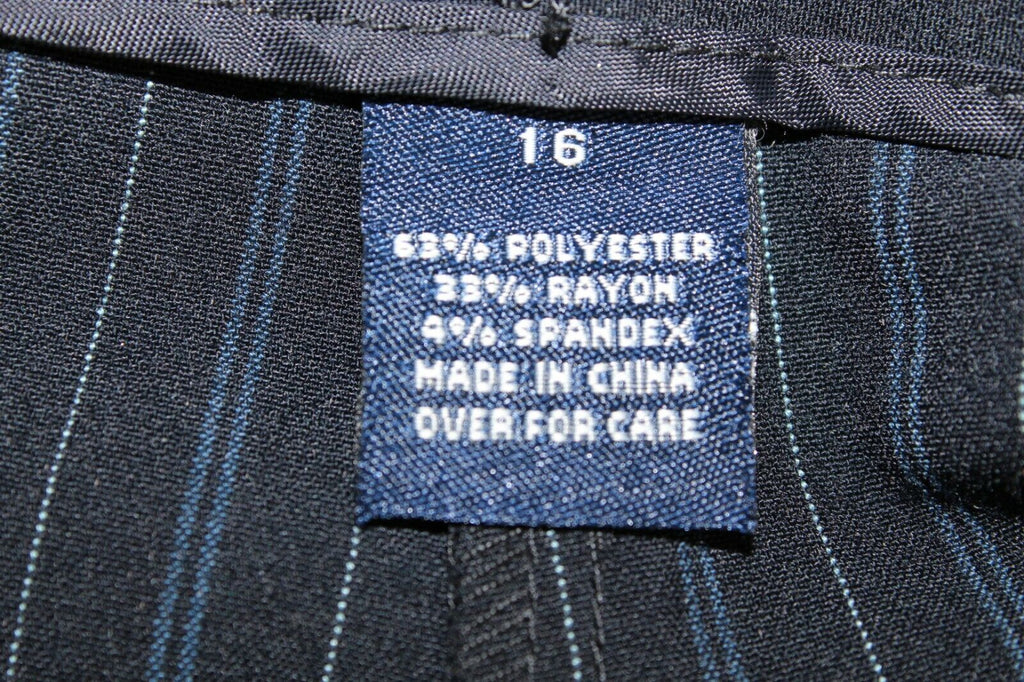 16
63% POLYESTER
33% RAYON
4% SPANDEX
MADE IN CHINA
OVER FOR CARE